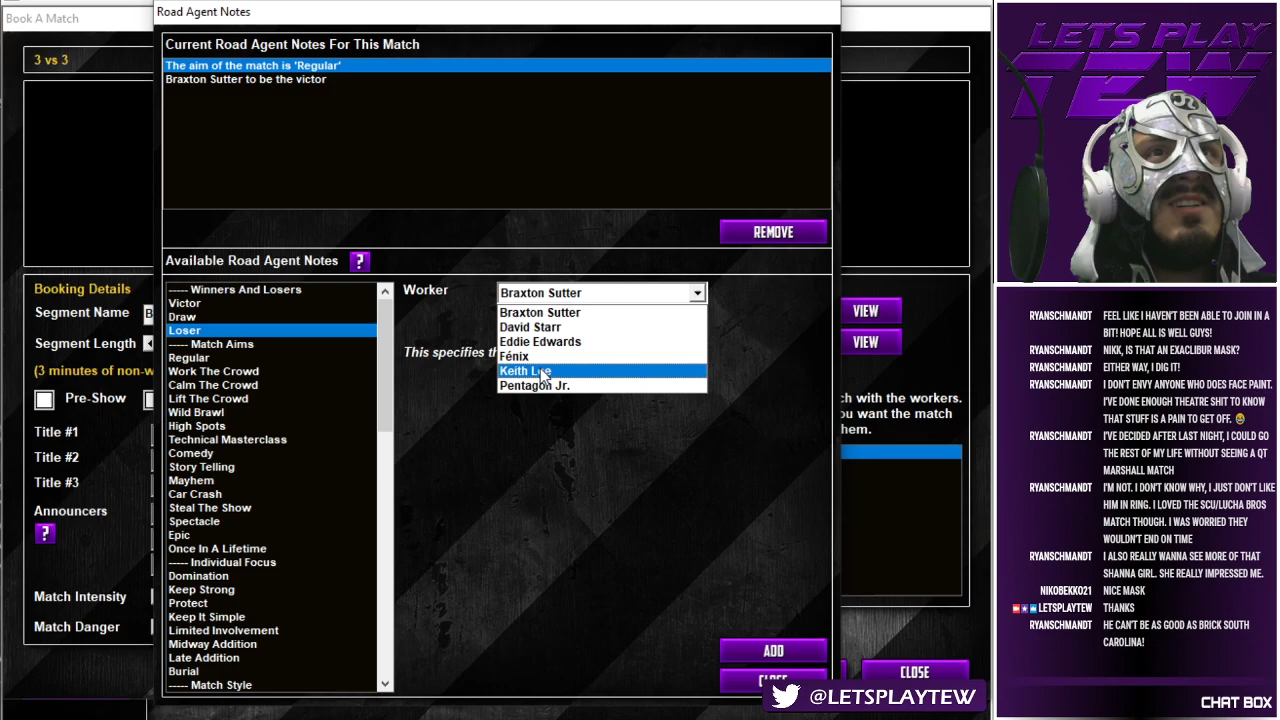 Book A Match
Road Agent Notes
3 vs 3
Current Road Agent Notes For This Match
The aim of the match is 'Regular'
Braxton Sutter to be the victor
REMOVE
Available Road Agent Notes ?
----- Winners And Losers
Victor
Draw
Loser
----- Match Aims
Regular
Work The Crowd
Calm The Crowd
Lift The Crowd
Wild Brawl
High Spots
Technical Masterclass
Comedy
Story Telling
Mayhem
Car Crash
Steal The Show
Spectacle
Epic
Once In A Lifetime
----- Individual Focus
Domination
Keep Strong
Protect
Keep It Simple
Limited Involvement
Midway Addition
Late Addition
Burial
----- Match Style
Worker
Braxton Sutter
Braxton Sutter
David Starr
Eddie Edwards
Fénix
Keith Lee
Pentagon Jr.
This specifies th
ADD
CLOSE
Booking Details
Segment Name B
Segment Length
(3 minutes of non-w
Pre-Show
Title #1
Title #2
Title #3
Announcers
?
Match Intensity
Match Danger
VIEW
VIEW
ch with the workers.
ou want the match
hem.
CLOSE
@LETSPLAYTEW
LETS PLAY
TEW
RYANSCHMANDT FEEL LIKE I HAVEN'T BEEN ABLE TO JOIN IN A
BIT! HOPE ALL IS WELL GUYS!
RYANSCHMANDT NIKK, IS THAT AN EXACLIBUR MASK?
RYANSCHMANDT EITHER WAY, I DIG IT!
RYANSCHMANDT I DON'T ENVY ANYONE WHO DOES FACE PAINT.
I'VE DONE ENOUGH THEATRE SHIT TO KNOW
THAT STUFF IS A PAIN TO GET OFF. 😂
RYANSCHMANDT I'VE DECIDED AFTER LAST NIGHT, I COULD GO
THE REST OF MY LIFE WITHOUT SEEING A QT
MARSHALL MATCH
RYANSCHMANDT I'M NOT. I DON'T KNOW WHY, I JUST DON'T LIKE
HIM IN RING. I LOVED THE SCU/LUCHA BROS
MATCH THOUGH. I WAS WORRIED THEY
WOULDN'T END ON TIME
RYANSCHMANDT I ALSO REALLY WANNA SEE MORE OF THAT
SHANNA GIRL. SHE REALLY IMPRESSED ME.
NIKOBEKKO21 NICE MASK
LETSPLAYTEW THANKS
RYANSCHMANDT HE CAN'T BE AS GOOD AS BRICK SOUTH
CAROLINA!
CHAT BOX